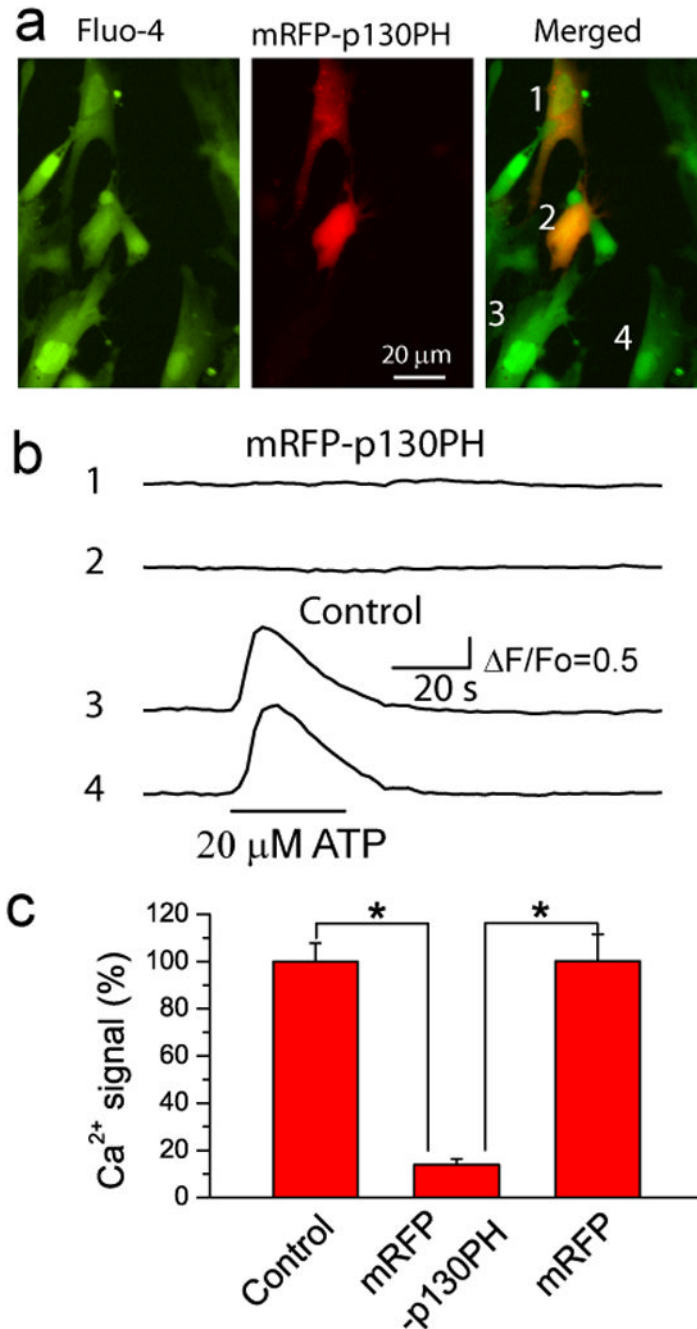 a
Fluo-4 mRFP-p130PH Merged
1
2
3
4
20 μm
b
mRFP-p130PH
1
2
Control
20 s
ΔF/Fo=0.5
3
4
20 μM ATP
c
Ca²⁺ signal (%)
120
100
80
60
40
20
0
* *
Control
mRFP
-p130PH
mRFP